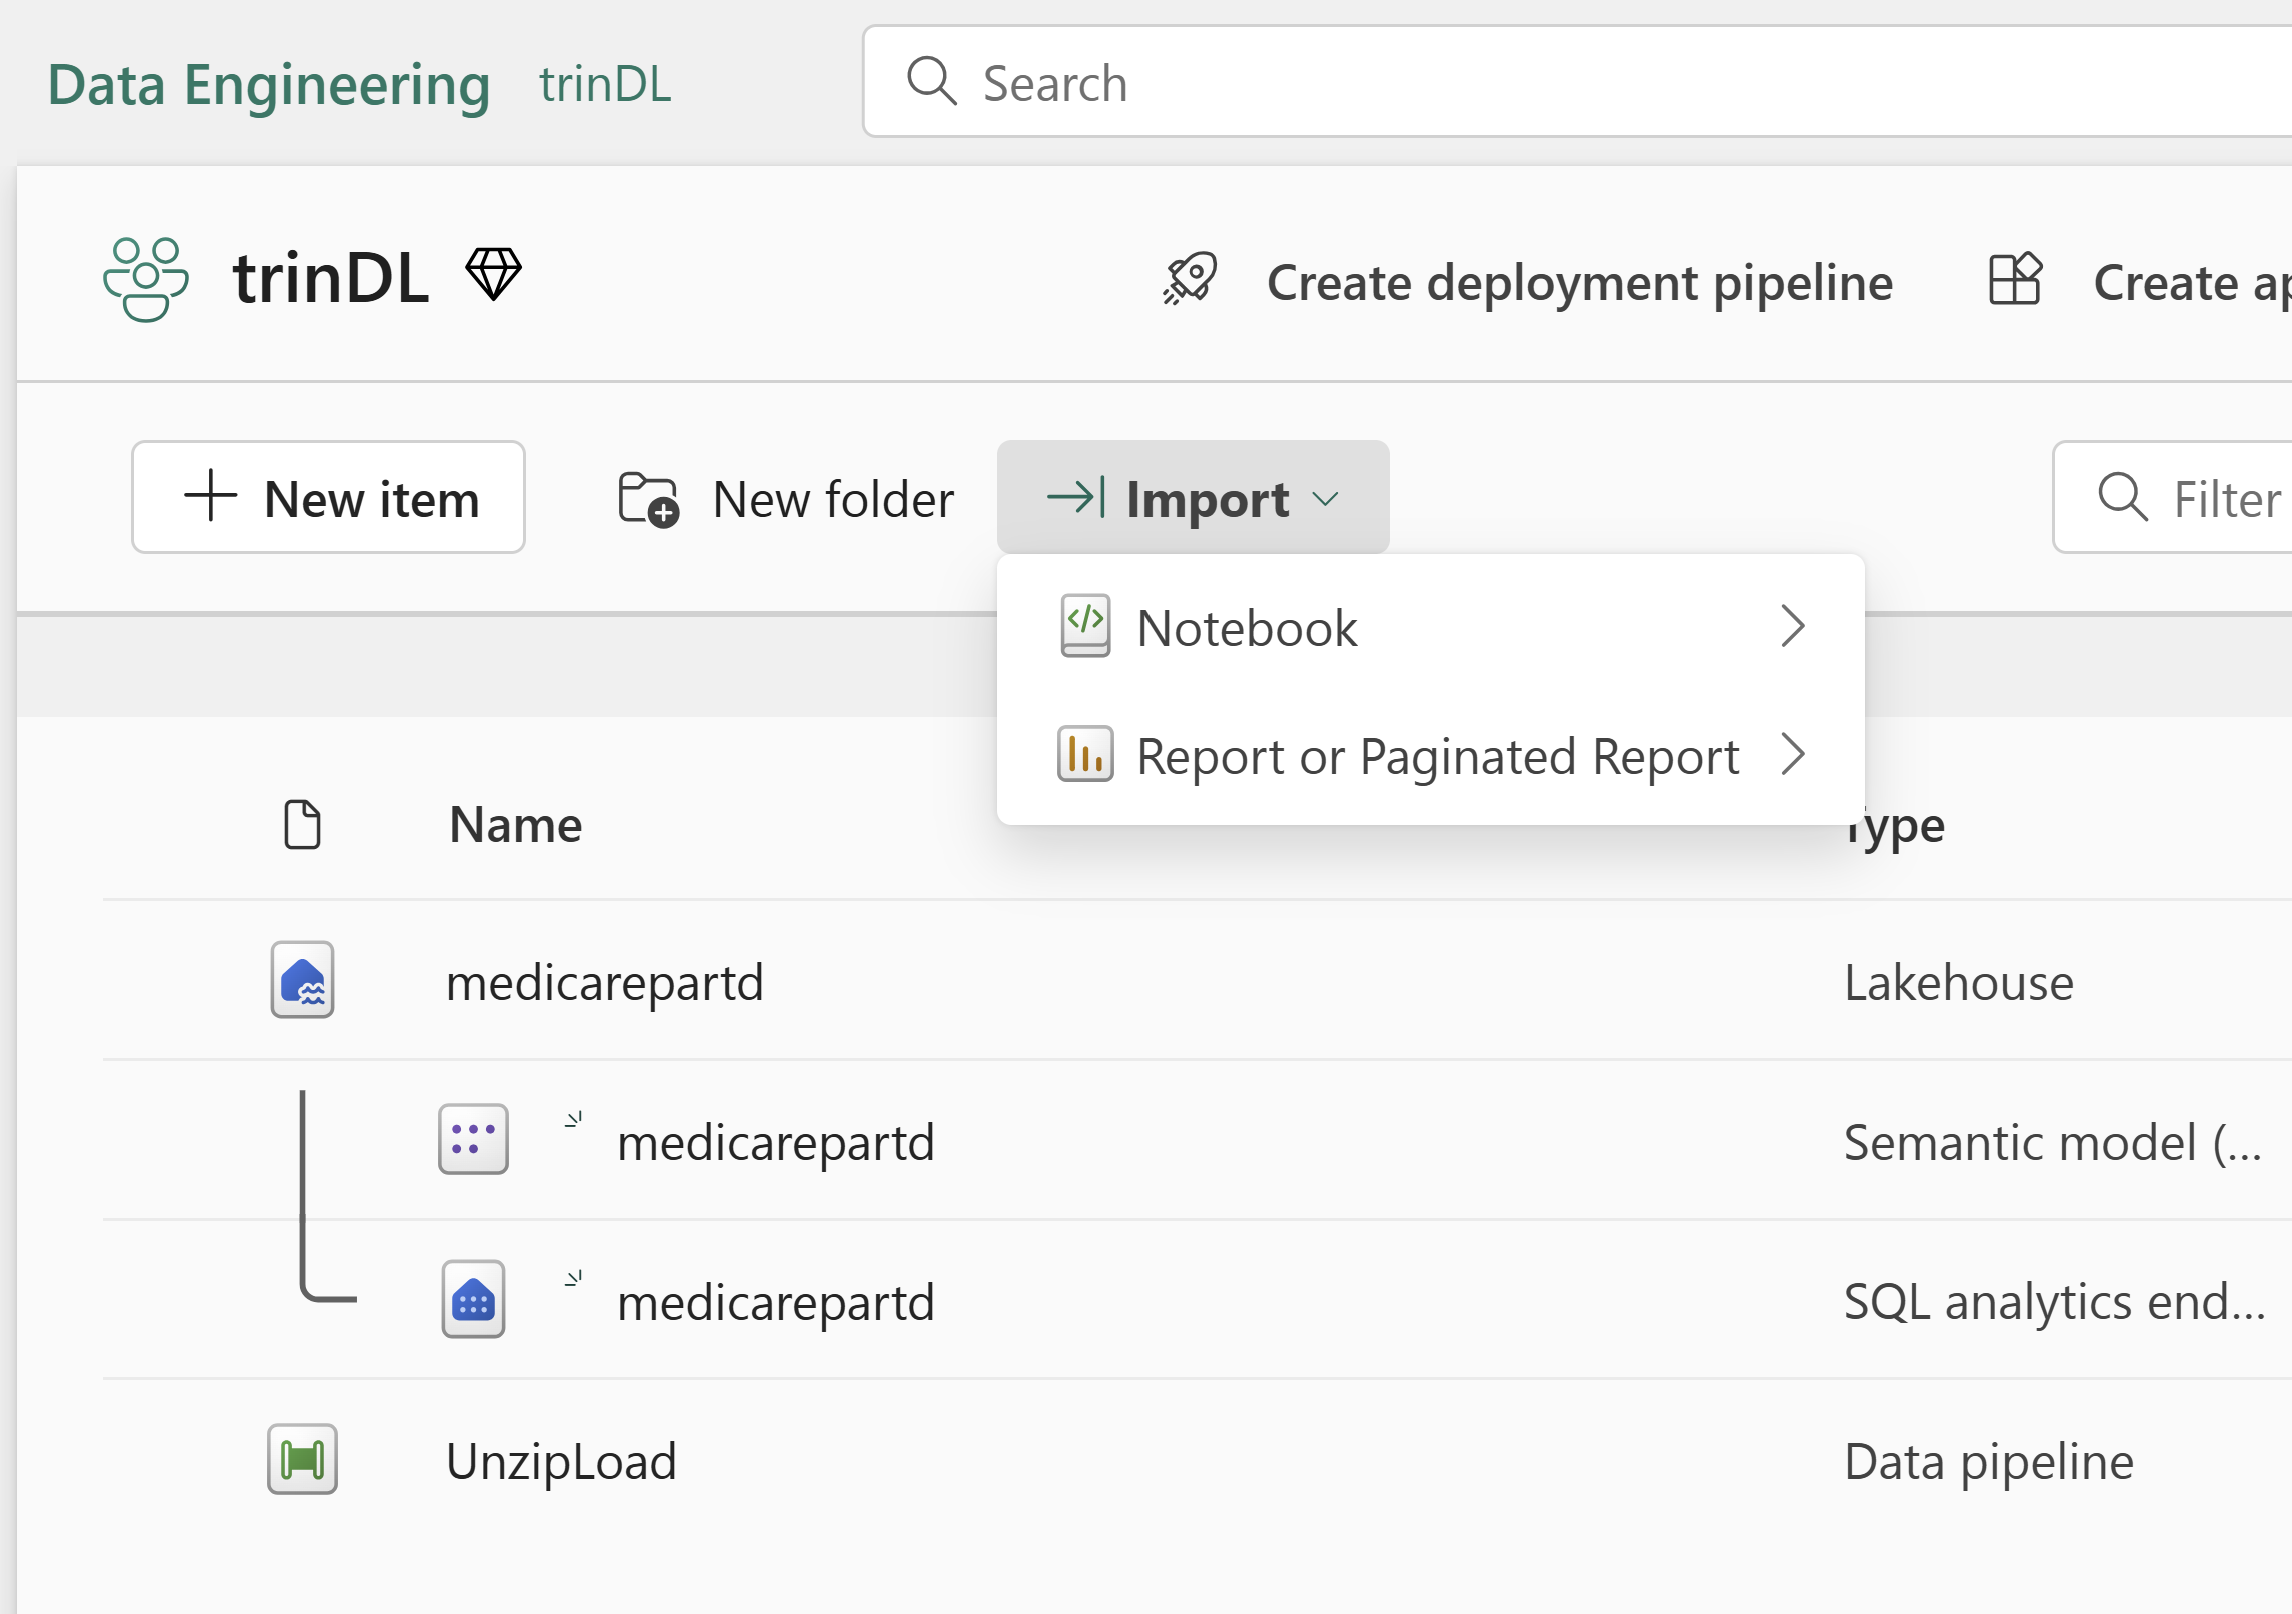 Data Engineering trinDL Search
trinDL Create deployment pipeline Create ap
New item New folder Import Filter
Notebook
Report or Paginated Report
Name Type
medicarepartd Lakehouse
medicarepartd Semantic model (...
medicarepartd SQL analytics end...
UnzipLoad Data pipeline